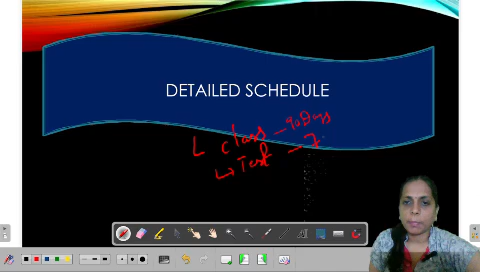 DETAILED SCHEDULE
L class - 90 Days
↳ Test - 7